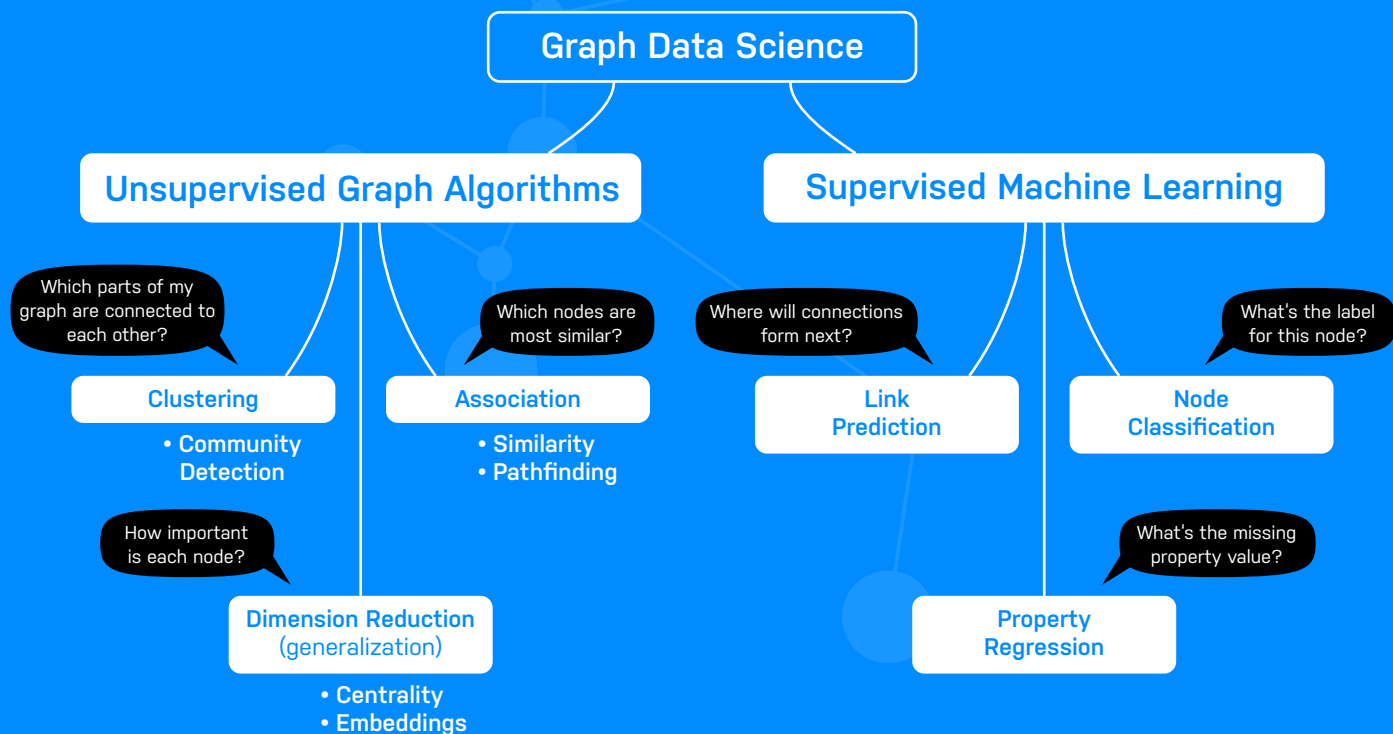 Graph Data Science
Unsupervised Graph Algorithms
Supervised Machine Learning
Which parts of my
graph are connected to
each other?
Which nodes are
most similar?
Where will connections
form next?
What's the label
for this node?
Clustering
• Community
Detection
Association
• Similarity
• Pathfinding
Link
Prediction
Node
Classification
How important
is each node?
What's the missing
property value?
Dimension Reduction
(generalization)
• Centrality
• Embeddings
Property
Regression